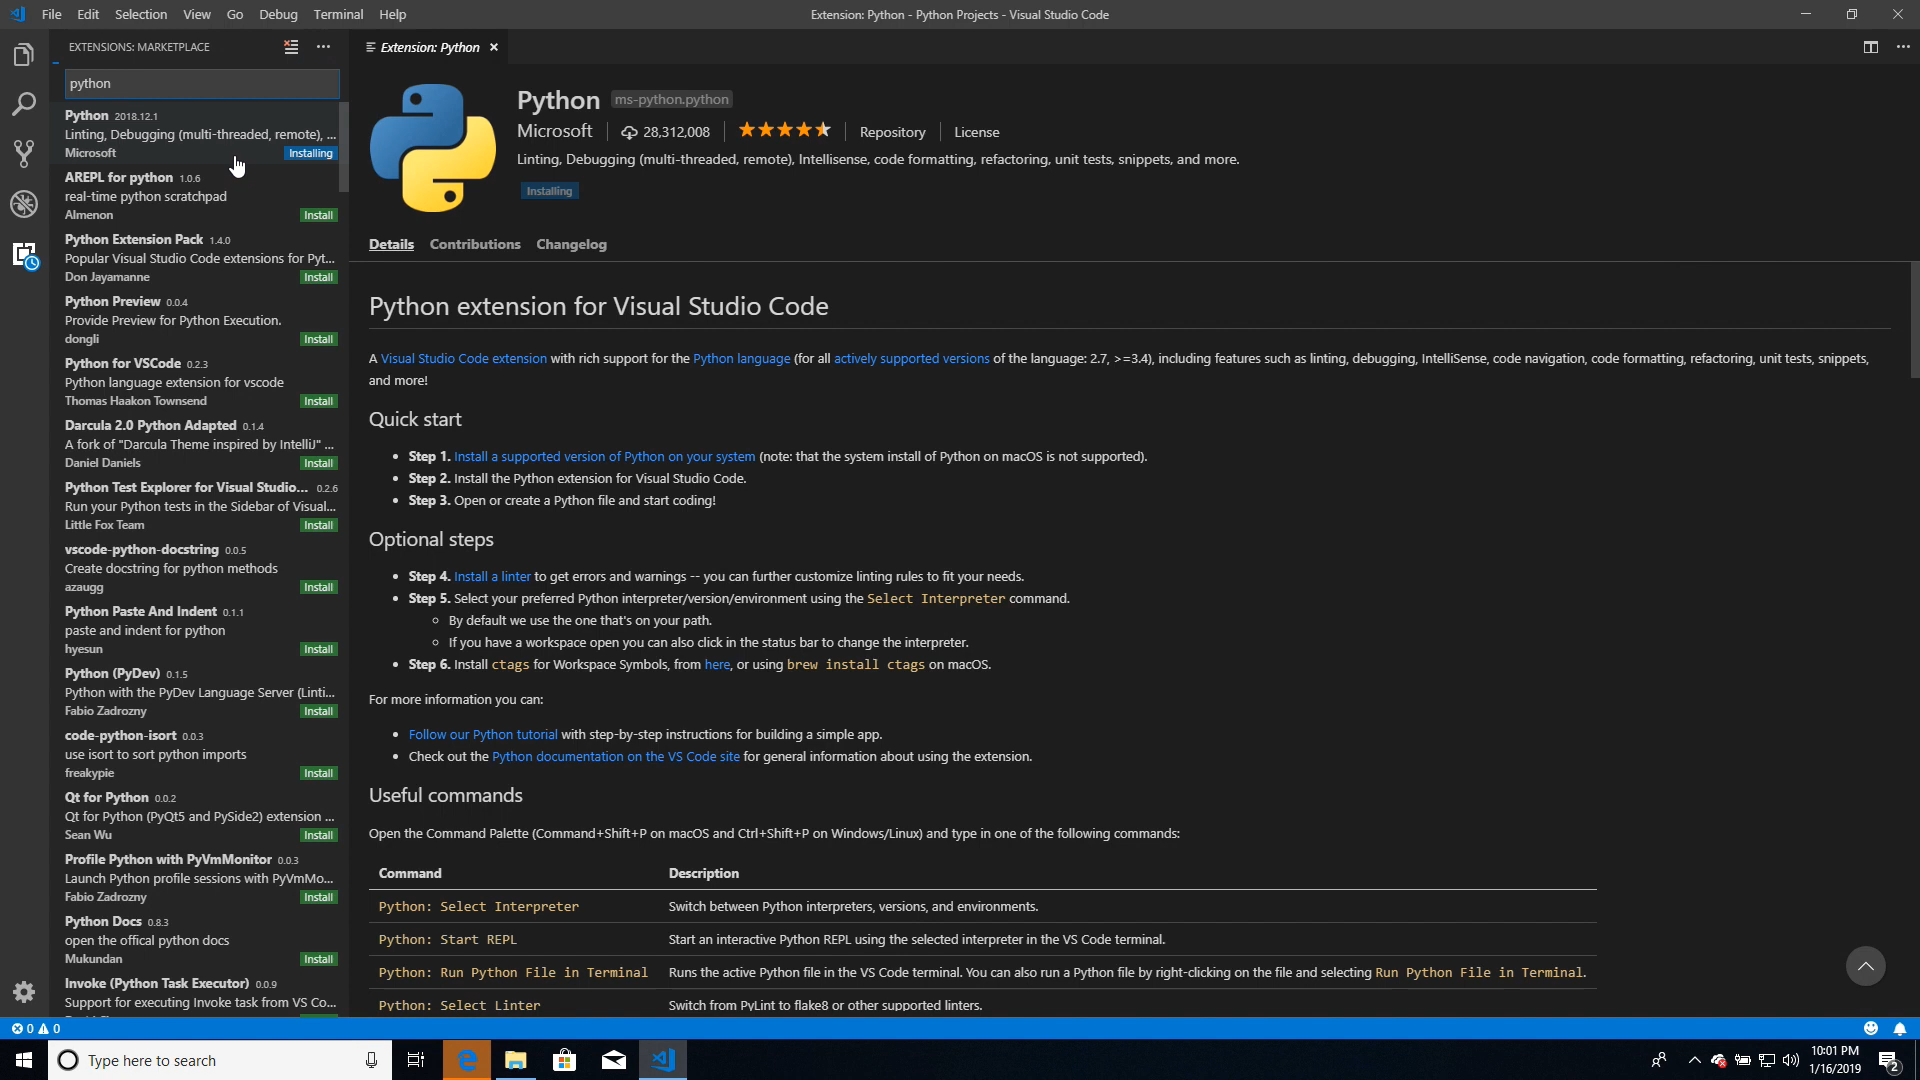 File Edit Selection View Go Debug Terminal Help
Extension: Python - Python Projects - Visual Studio Code
EXTENSIONS: MARKETPLACE
python
Python 2018.12.1
Linting, Debugging (multi-threaded, remote), ...
Microsoft Installing
AREPL for python 1.0.6
real-time python scratchpad
Almenon Install
Python Extension Pack 1.4.0
Popular Visual Studio Code extensions for Pyt...
Don Jayamanne Install
Python Preview 0.0.4
Provide Preview for Python Execution.
dongli Install
Python for VSCode 0.2.3
Python language extension for vscode
Thomas Haakon Townsend Install
Darcula 2.0 Python Adapted 0.1.4
A fork of "Darcula Theme inspired by IntelliJ" ...
Daniel Daniels Install
Python Test Explorer for Visual Studio... 0.2.6
Run your Python tests in the Sidebar of Visual...
Little Fox Team Install
vscode-python-docstring 0.0.5
Create docstring for python methods
azaugg Install
Python Paste And Indent 0.1.1
paste and indent for python
hyesun Install
Python (PyDev) 0.1.5
Python with the PyDev Language Server (Linti...
Fabio Zadrozny Install
code-python-isort 0.0.3
use isort to sort python imports
freakypie Install
Qt for Python 0.0.2
Qt for Python (PyQt5 and PySide2) extension ...
Sean Wu Install
Profile Python with PyVmMonitor 0.0.3
Launch Python profile sessions with PyVmMo...
Fabio Zadrozny Install
Python Docs 0.8.3
open the offical python docs
Mukundan Install
Invoke (Python Task Executor) 0.0.9
Support for executing Invoke task from VS Co...
Extension: Python
Python ms-python.python
Microsoft 28,312,008 Repository License
Linting, Debugging (multi-threaded, remote), Intellisense, code formatting, refactoring, unit tests, snippets, and more.
Installing
Details Contributions Changelog
Python extension for Visual Studio Code
A Visual Studio Code extension with rich support for the Python language (for all actively supported versions of the language: 2.7, >=3.4), including features such as linting, debugging, IntelliSense, code navigation, code formatting, refactoring, unit tests, snippets,
and more!
Quick start
• Step 1. Install a supported version of Python on your system (note: that the system install of Python on macOS is not supported).
• Step 2. Install the Python extension for Visual Studio Code.
• Step 3. Open or create a Python file and start coding!
Optional steps
• Step 4. Install a linter to get errors and warnings -- you can further customize linting rules to fit your needs.
• Step 5. Select your preferred Python interpreter/version/environment using the Select Interpreter command.
◦ By default we use the one that's on your path.
◦ If you have a workspace open you can also click in the status bar to change the interpreter.
• Step 6. Install ctags for Workspace Symbols, from here, or using brew install ctags on macOS.
For more information you can:
• Follow our Python tutorial with step-by-step instructions for building a simple app.
• Check out the Python documentation on the VS Code site for general information about using the extension.
Useful commands
Open the Command Palette (Command+Shift+P on macOS and Ctrl+Shift+P on Windows/Linux) and type in one of the following commands:
Command Description
Python: Select Interpreter Switch between Python interpreters, versions, and environments.
Python: Start REPL Start an interactive Python REPL using the selected interpreter in the VS Code terminal.
Python: Run Python File in Terminal Runs the active Python file in the VS Code terminal. You can also run a Python file by right-clicking on the file and selecting Run Python File in Terminal.
Python: Select Linter Switch from PyLint to flake8 or other supported linters.
0 0
Type here to search
10:01 PM
1/16/2019
2